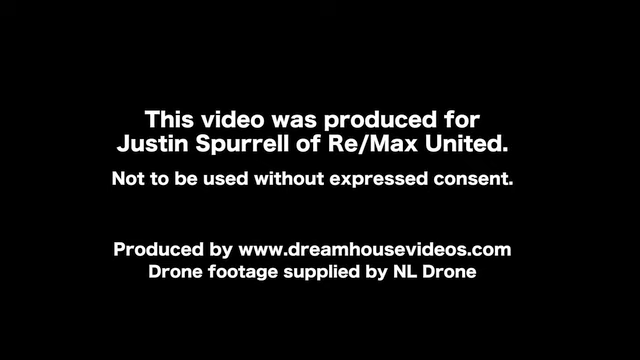 This video was produced for
Justin Spurrell of Re/Max United.
Not to be used without expressed consent.
Produced by www.dreamhousevideos.com
Drone footage supplied by NL Drone